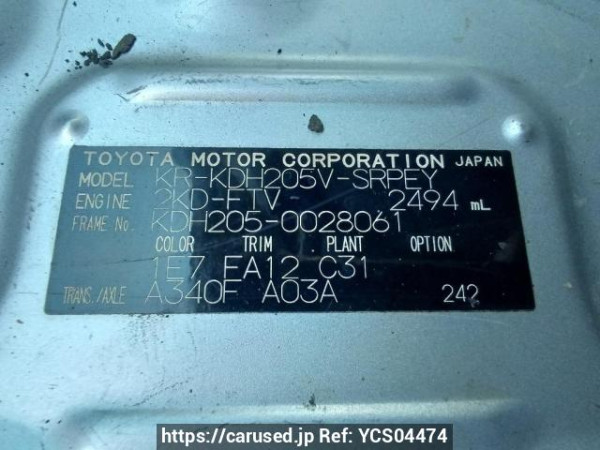 TOYOTA MOTOR CORPORATION JAPAN
MODEL KR-KDH205V-SRPEY
ENGINE 2KD-FTV 2494 mL
FRAME No. KDH205-0028061
COLOR TRIM PLANT OPTION
1E7 FA12 C31
TRANS./AXLE A340F A03A 242
https://carused.jp Ref: YCS04474